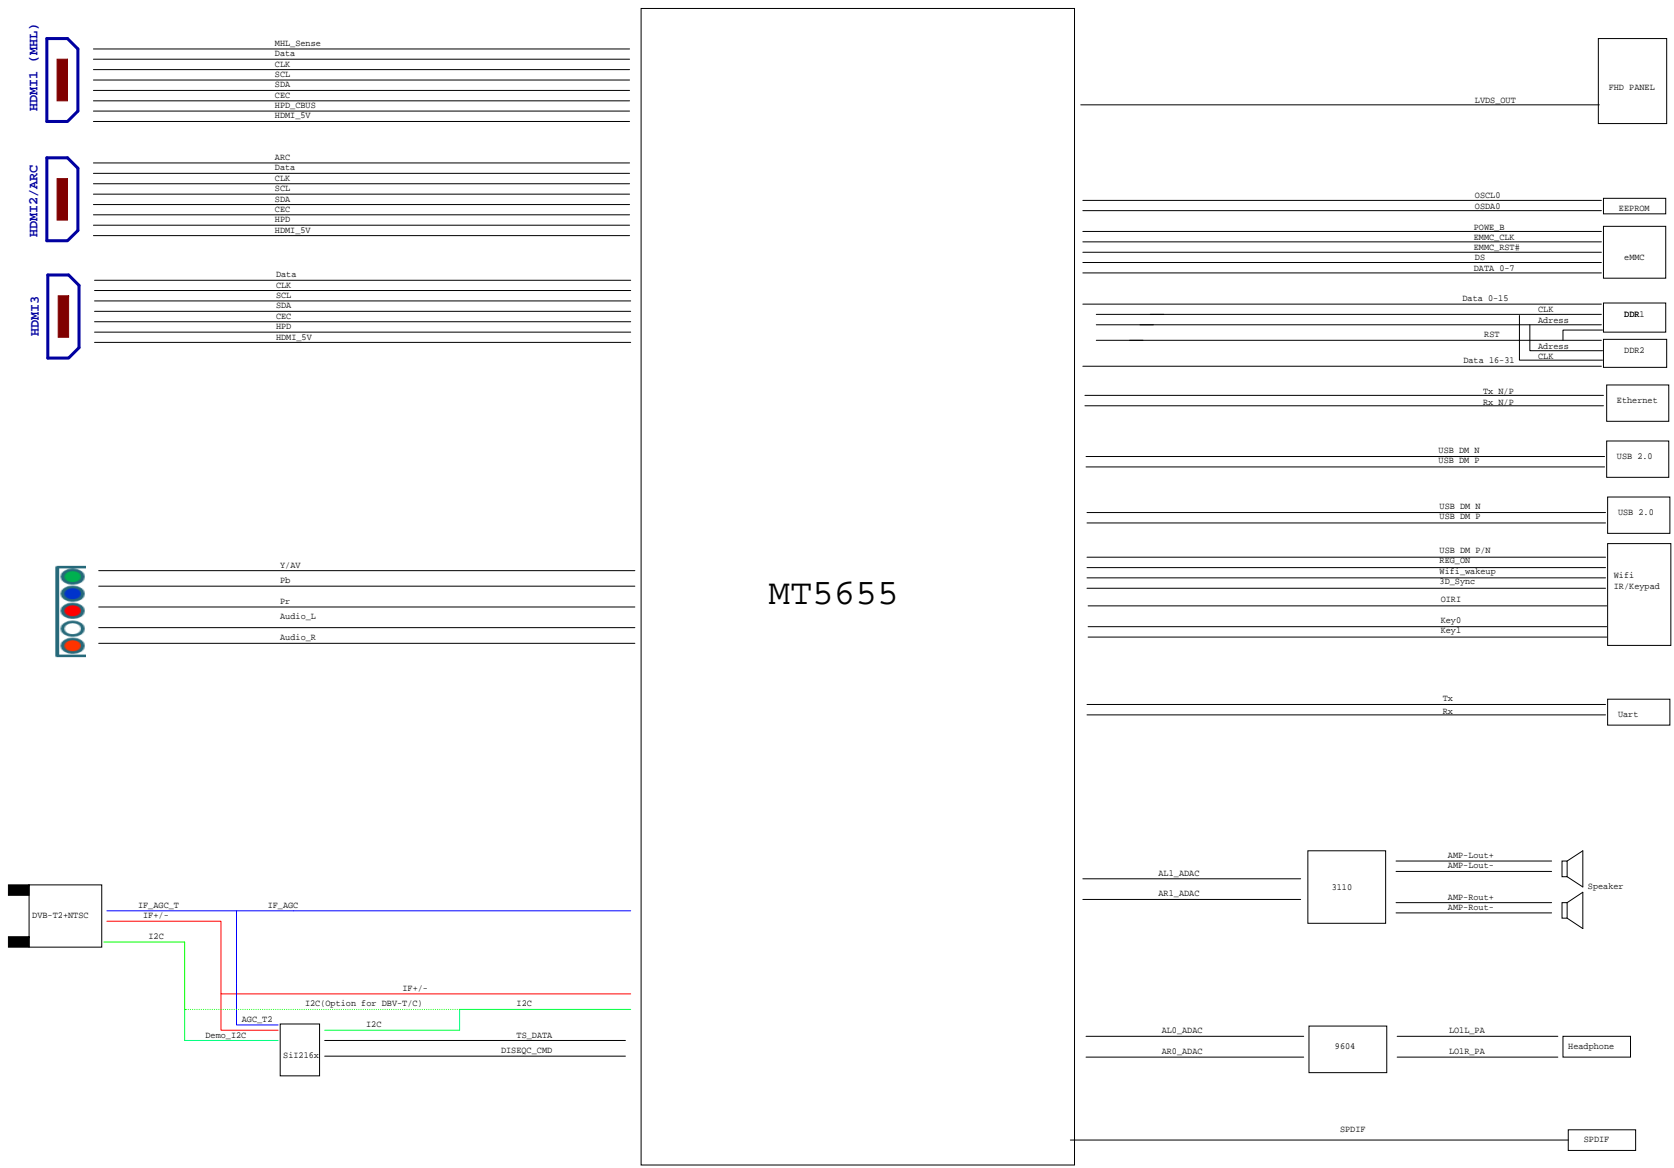 HDMI1 (MHL)
MHL_Sense
Data
CLK
SCL
SDA
CEC
HPD_CBUS
HDMI_5V
HDMI2/ARC
ARC
Data
CLK
SCL
SDA
CEC
HPD
HDMI_5V
HDMI3
Data
CLK
SCL
SDA
CEC
HPD
HDMI_5V
Y/AV
Pb
Pr
Audio_L
Audio_R
DVB-T2+NTSC
IF_AGC_T
IF_AGC
IF+/-
I2C
IF+/-
I2C(Option for DBV-T/C)
I2C
AGC_T2
I2C
Demo_I2C
TS_DATA
SiI216x
DISEQC_CMD
MT5655
LVDS_OUT
FHD PANEL
OSCL0
OSDA0
EEPROM
POWE_B
EMMC_CLK
EMMC_RST#
DS
DATA 0-7
eMMC
Data 0-15
CLK
Adress
DDR1
RST
Adress
CLK
DDR2
Data 16-31
Tx N/P
Rx N/P
Ethernet
USB DM N
USB DM P
USB 2.0
USB DM N
USB DM P
USB 2.0
USB DM P/N
REG_ON
Wifi_wakeup
3D_Sync
OIRI
Key0
Key1
Wifi
IR/Keypad
Tx
Rx
Uart
AL1_ADAC
AR1_ADAC
3110
AMP-Lout+
AMP-Lout-
AMP-Rout+
AMP-Rout-
Speaker
AL0_ADAC
AR0_ADAC
9604
LO1L_PA
LO1R_PA
Headphone
SPDIF
SPDIF